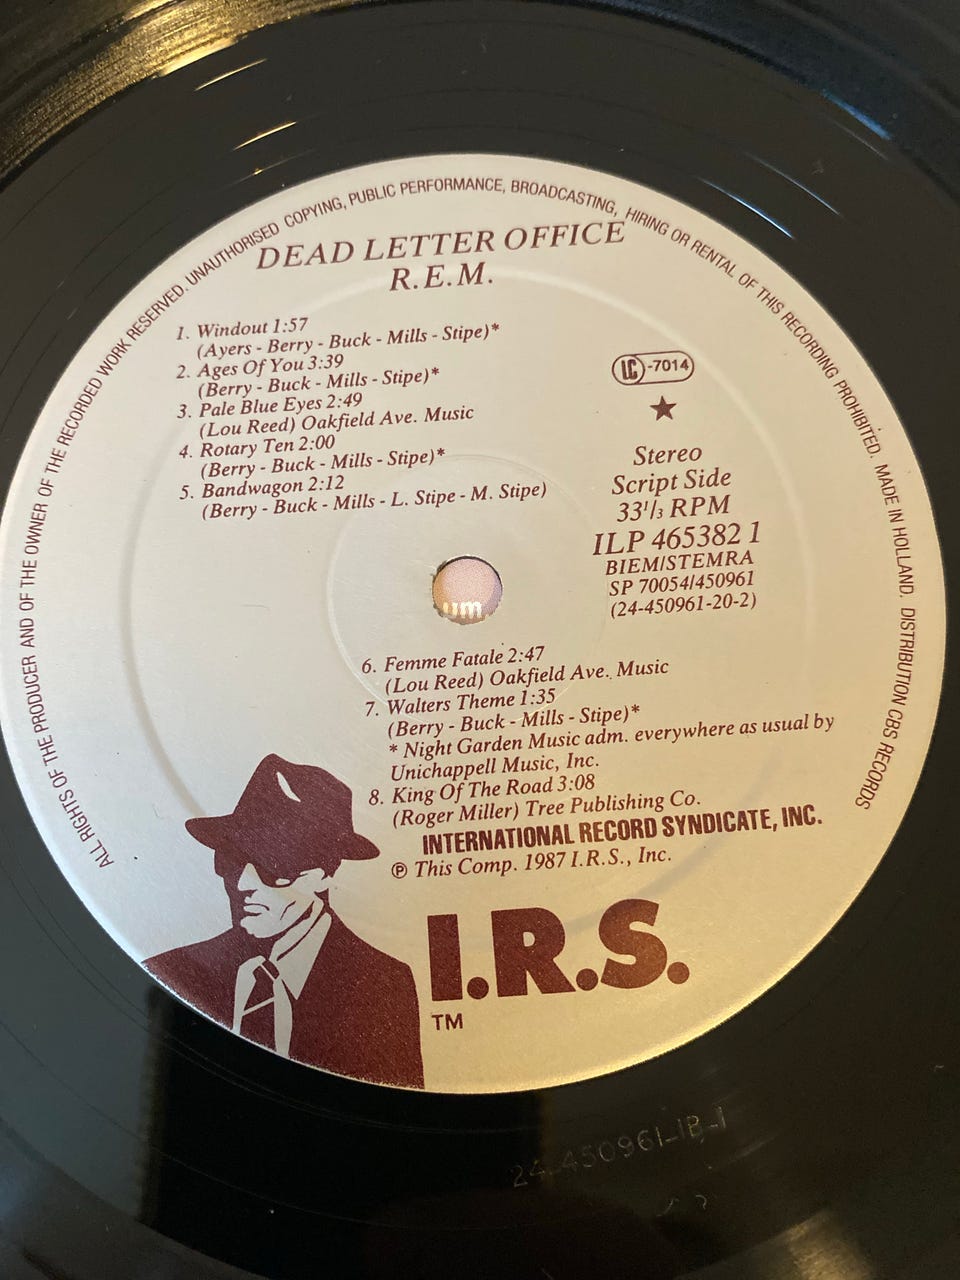 ALL RIGHTS OF THE PRODUCER AND OF THE OWNER OF THE RECORDED WORK RESERVED. UNAUTHORISED COPYING, PUBLIC PERFORMANCE, BROADCASTING, HIRING OR RENTAL OF THIS RECORDING PROHIBITED. MADE IN HOLLAND. DISTRIBUTION CBS RECORDS
DEAD LETTER OFFICE
R.E.M.
1. Windout 1:57
(Ayers - Berry - Buck - Mills - Stipe)*
2. Ages Of You 3:39
(Berry - Buck - Mills - Stipe)*
3. Pale Blue Eyes 2:49
(Lou Reed) Oakfield Ave. Music
4. Rotary Ten 2:00
(Berry - Buck - Mills - Stipe)*
5. Bandwagon 2:12
(Berry - Buck - Mills - L. Stipe - M. Stipe)
LC-7014
Stereo
Script Side
33 1/3 RPM
ILP 465382 1
BIEM/STEMRA
SP 70054/450961
(24-450961-20-2)
um
6. Femme Fatale 2:47
(Lou Reed) Oakfield Ave. Music
7. Walters Theme 1:35
(Berry - Buck - Mills - Stipe)*
* Night Garden Music adm. everywhere as usual by
Unichappell Music, Inc.
8. King Of The Road 3:08
(Roger Miller) Tree Publishing Co.
INTERNATIONAL RECORD SYNDICATE, INC.
℗ This Comp. 1987 I.R.S., Inc.
I.R.S.
TM
24-450961-1B-1